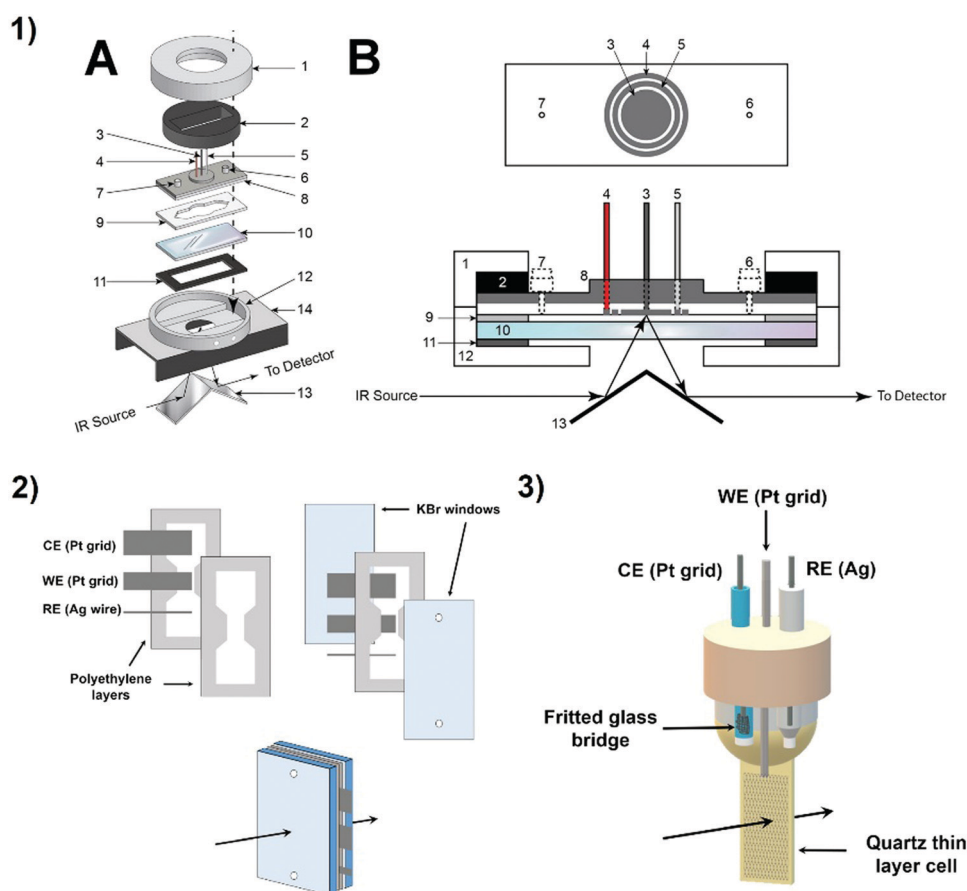 1)
A
1
2
3
5
4
6
7
8
9
10
11
12
14
To Detector
13
IR Source
B
3
4
5
7
6
4
3
5
1
7
6
2
8
9
10
11
12
IR Source
To Detector
13
2)
CE (Pt grid)
WE (Pt grid)
RE (Ag wire)
Polyethylene
layers
KBr windows
3)
WE (Pt grid)
CE (Pt grid)
RE (Ag)
Fritted glass
bridge
Quartz thin
layer cell